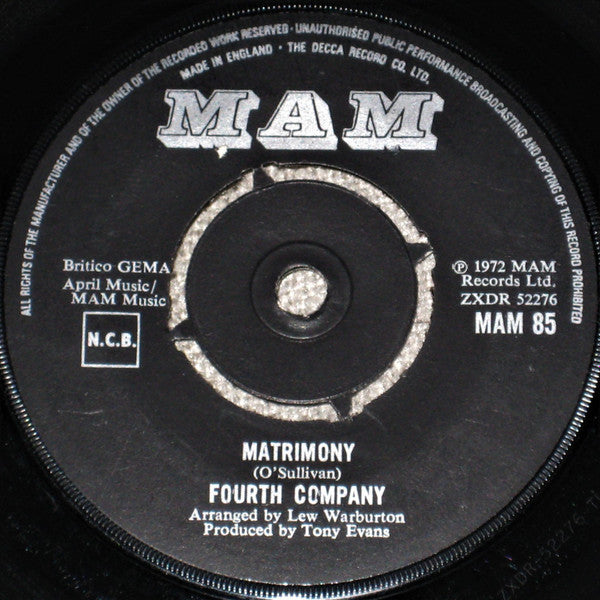 ALL RIGHTS OF THE MANUFACTURER AND OF THE OWNER OF THE RECORDED WORK RESERVED · UNAUTHORISED PUBLIC PERFORMANCE BROADCASTING AND COPYING OF THIS RECORD PROHIBITED
MADE IN ENGLAND · THE DECCA RECORD CO. LTD.
MAM
Britico GEMA
April Music/
MAM Music
N.C.B.
℗ 1972 MAM
Records Ltd.
ZXDR 52276
MAM 85
MATRIMONY
(O'Sullivan)
FOURTH COMPANY
Arranged by Lew Warburton
Produced by Tony Evans